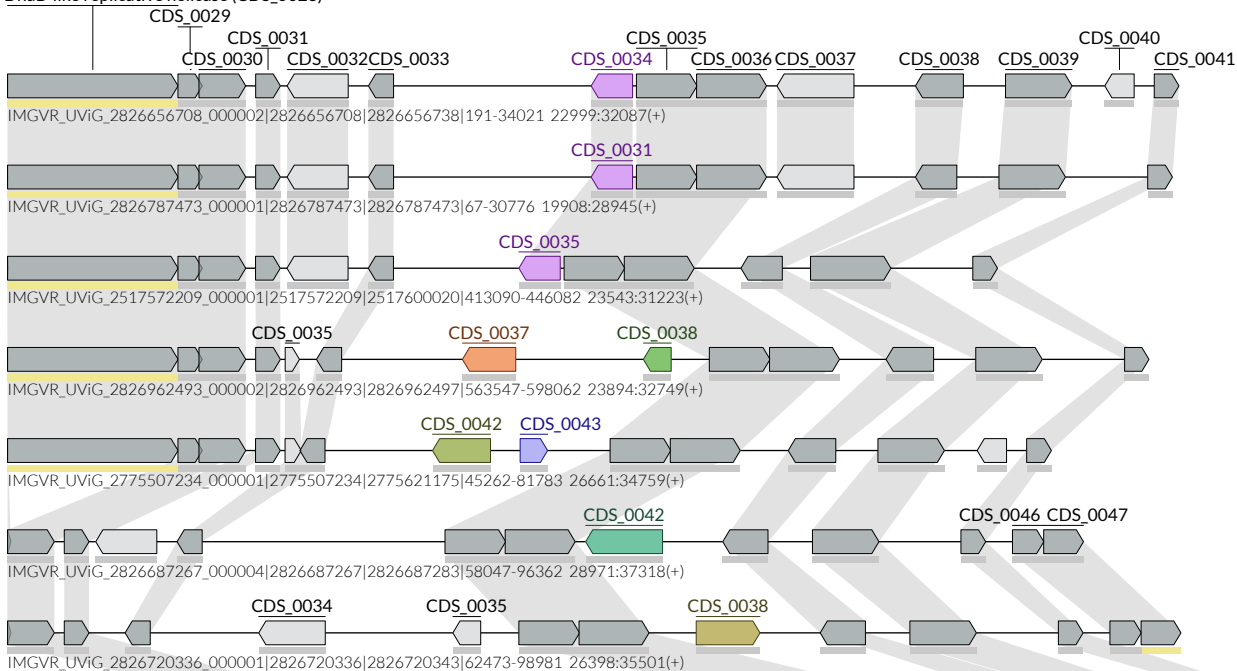 CDS_0029
CDS_0031
CDS_0035
CDS_0040
CDS_0030 CDS_0032 CDS_0033 CDS_0034 CDS_0036 CDS_0037 CDS_0038 CDS_0039 CDS_0041
IMGVR_UViG_2826656708_000002|2826656708|2826656738|191-34021 22999:32087(+)
CDS_0031
IMGVR_UViG_2826787473_000001|2826787473|2826787473|67-30776 19908:28945(+)
CDS_0035
IMGVR_UViG_2517572209_000001|2517572209|2517600020|413090-446082 23543:31223(+)
CDS_0035 CDS_0037 CDS_0038
IMGVR_UViG_2826962493_000002|2826962493|2826962497|563547-598062 23894:32749(+)
CDS_0042 CDS_0043
IMGVR_UViG_2775507234_000001|2775507234|2775621175|45262-81783 26661:34759(+)
CDS_0042 CDS_0046 CDS_0047
IMGVR_UViG_2826687267_000004|2826687267|2826687283|58047-96362 28971:37318(+)
CDS_0034 CDS_0035 CDS_0038
IMGVR_UViG_2826720336_000001|2826720336|2826720343|62473-98981 26398:35501(+)